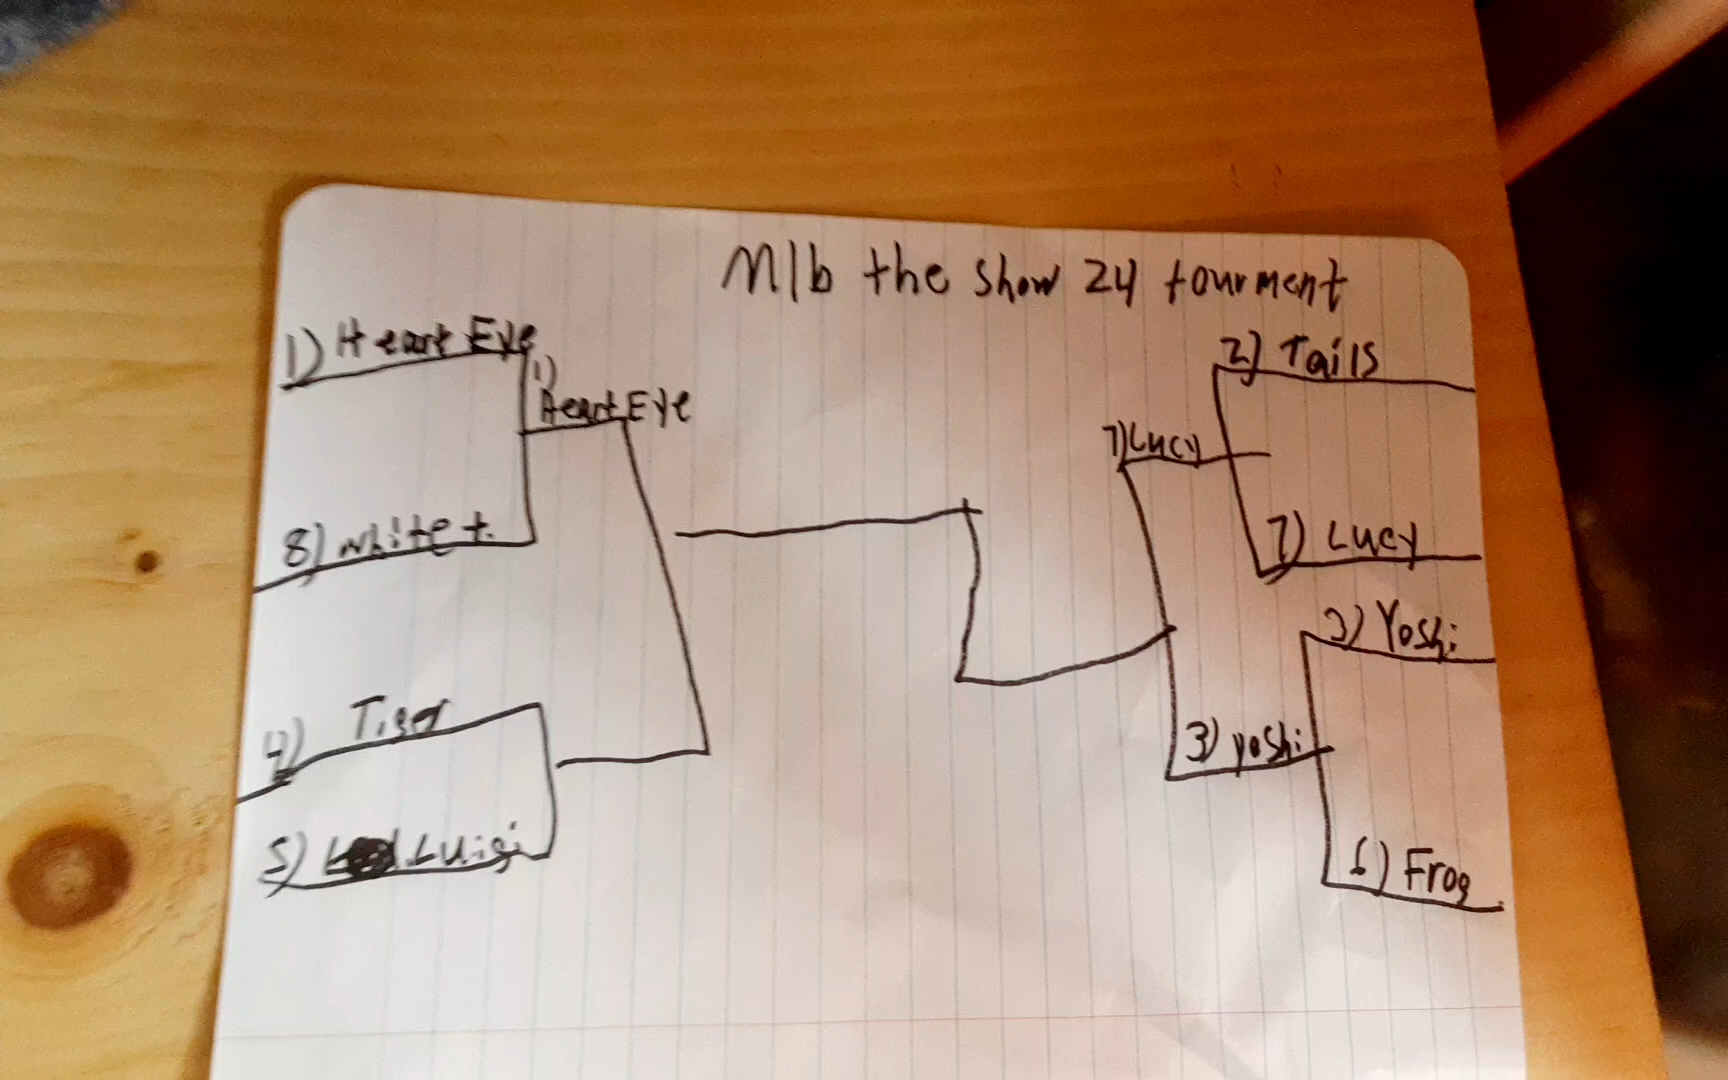 Mlb the Show 24 tourment
1) Heart Eye
1)
Heart Eye
8) white t.
4) Tiger
5) Luigi
2) Tails
7) Lucy
7) Lucy
3) Yoshi
3) yoshi
6) Frog